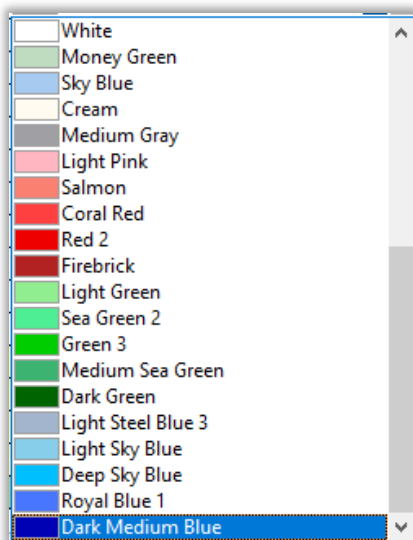 White
Money Green
Sky Blue
Cream
Medium Gray
Light Pink
Salmon
Coral Red
Red 2
Firebrick
Light Green
Sea Green 2
Green 3
Medium Sea Green
Dark Green
Light Steel Blue 3
Light Sky Blue
Deep Sky Blue
Royal Blue 1
Dark Medium Blue